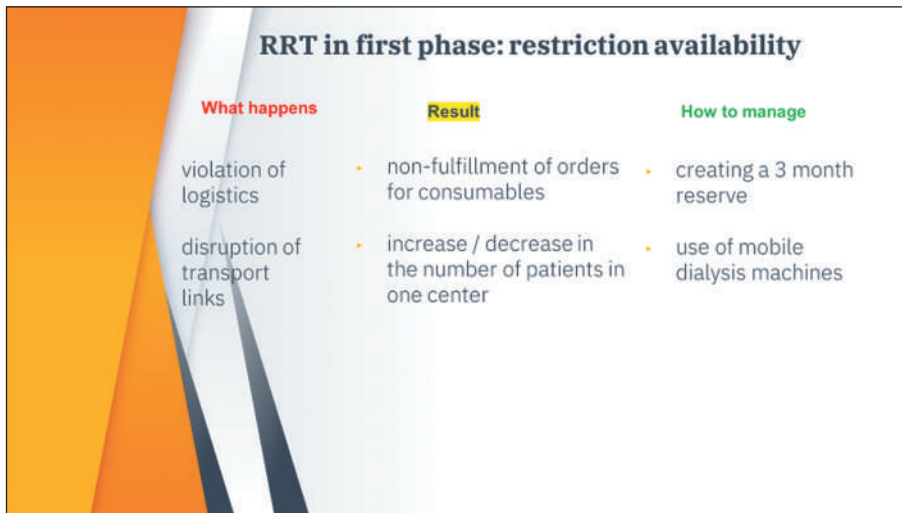 RRT in first phase: restriction availability
What happens
Result
How to manage
violation of
logistics
non-fulfillment of orders
for consumables
creating a 3 month
reserve
disruption of
transport
links
increase / decrease in
the number of patients in
one center
use of mobile
dialysis machines